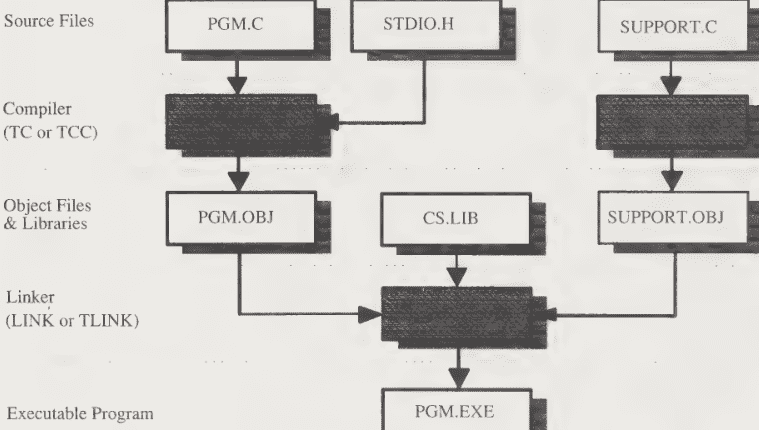 Source Files
PGM.C
STDIO.H
SUPPORT.C
Compiler
(TC or TCC)
Object Files
& Libraries
PGM.OBJ
CS.LIB
SUPPORT.OBJ
Linker
(LINK or TLINK)
Executable Program
PGM.EXE